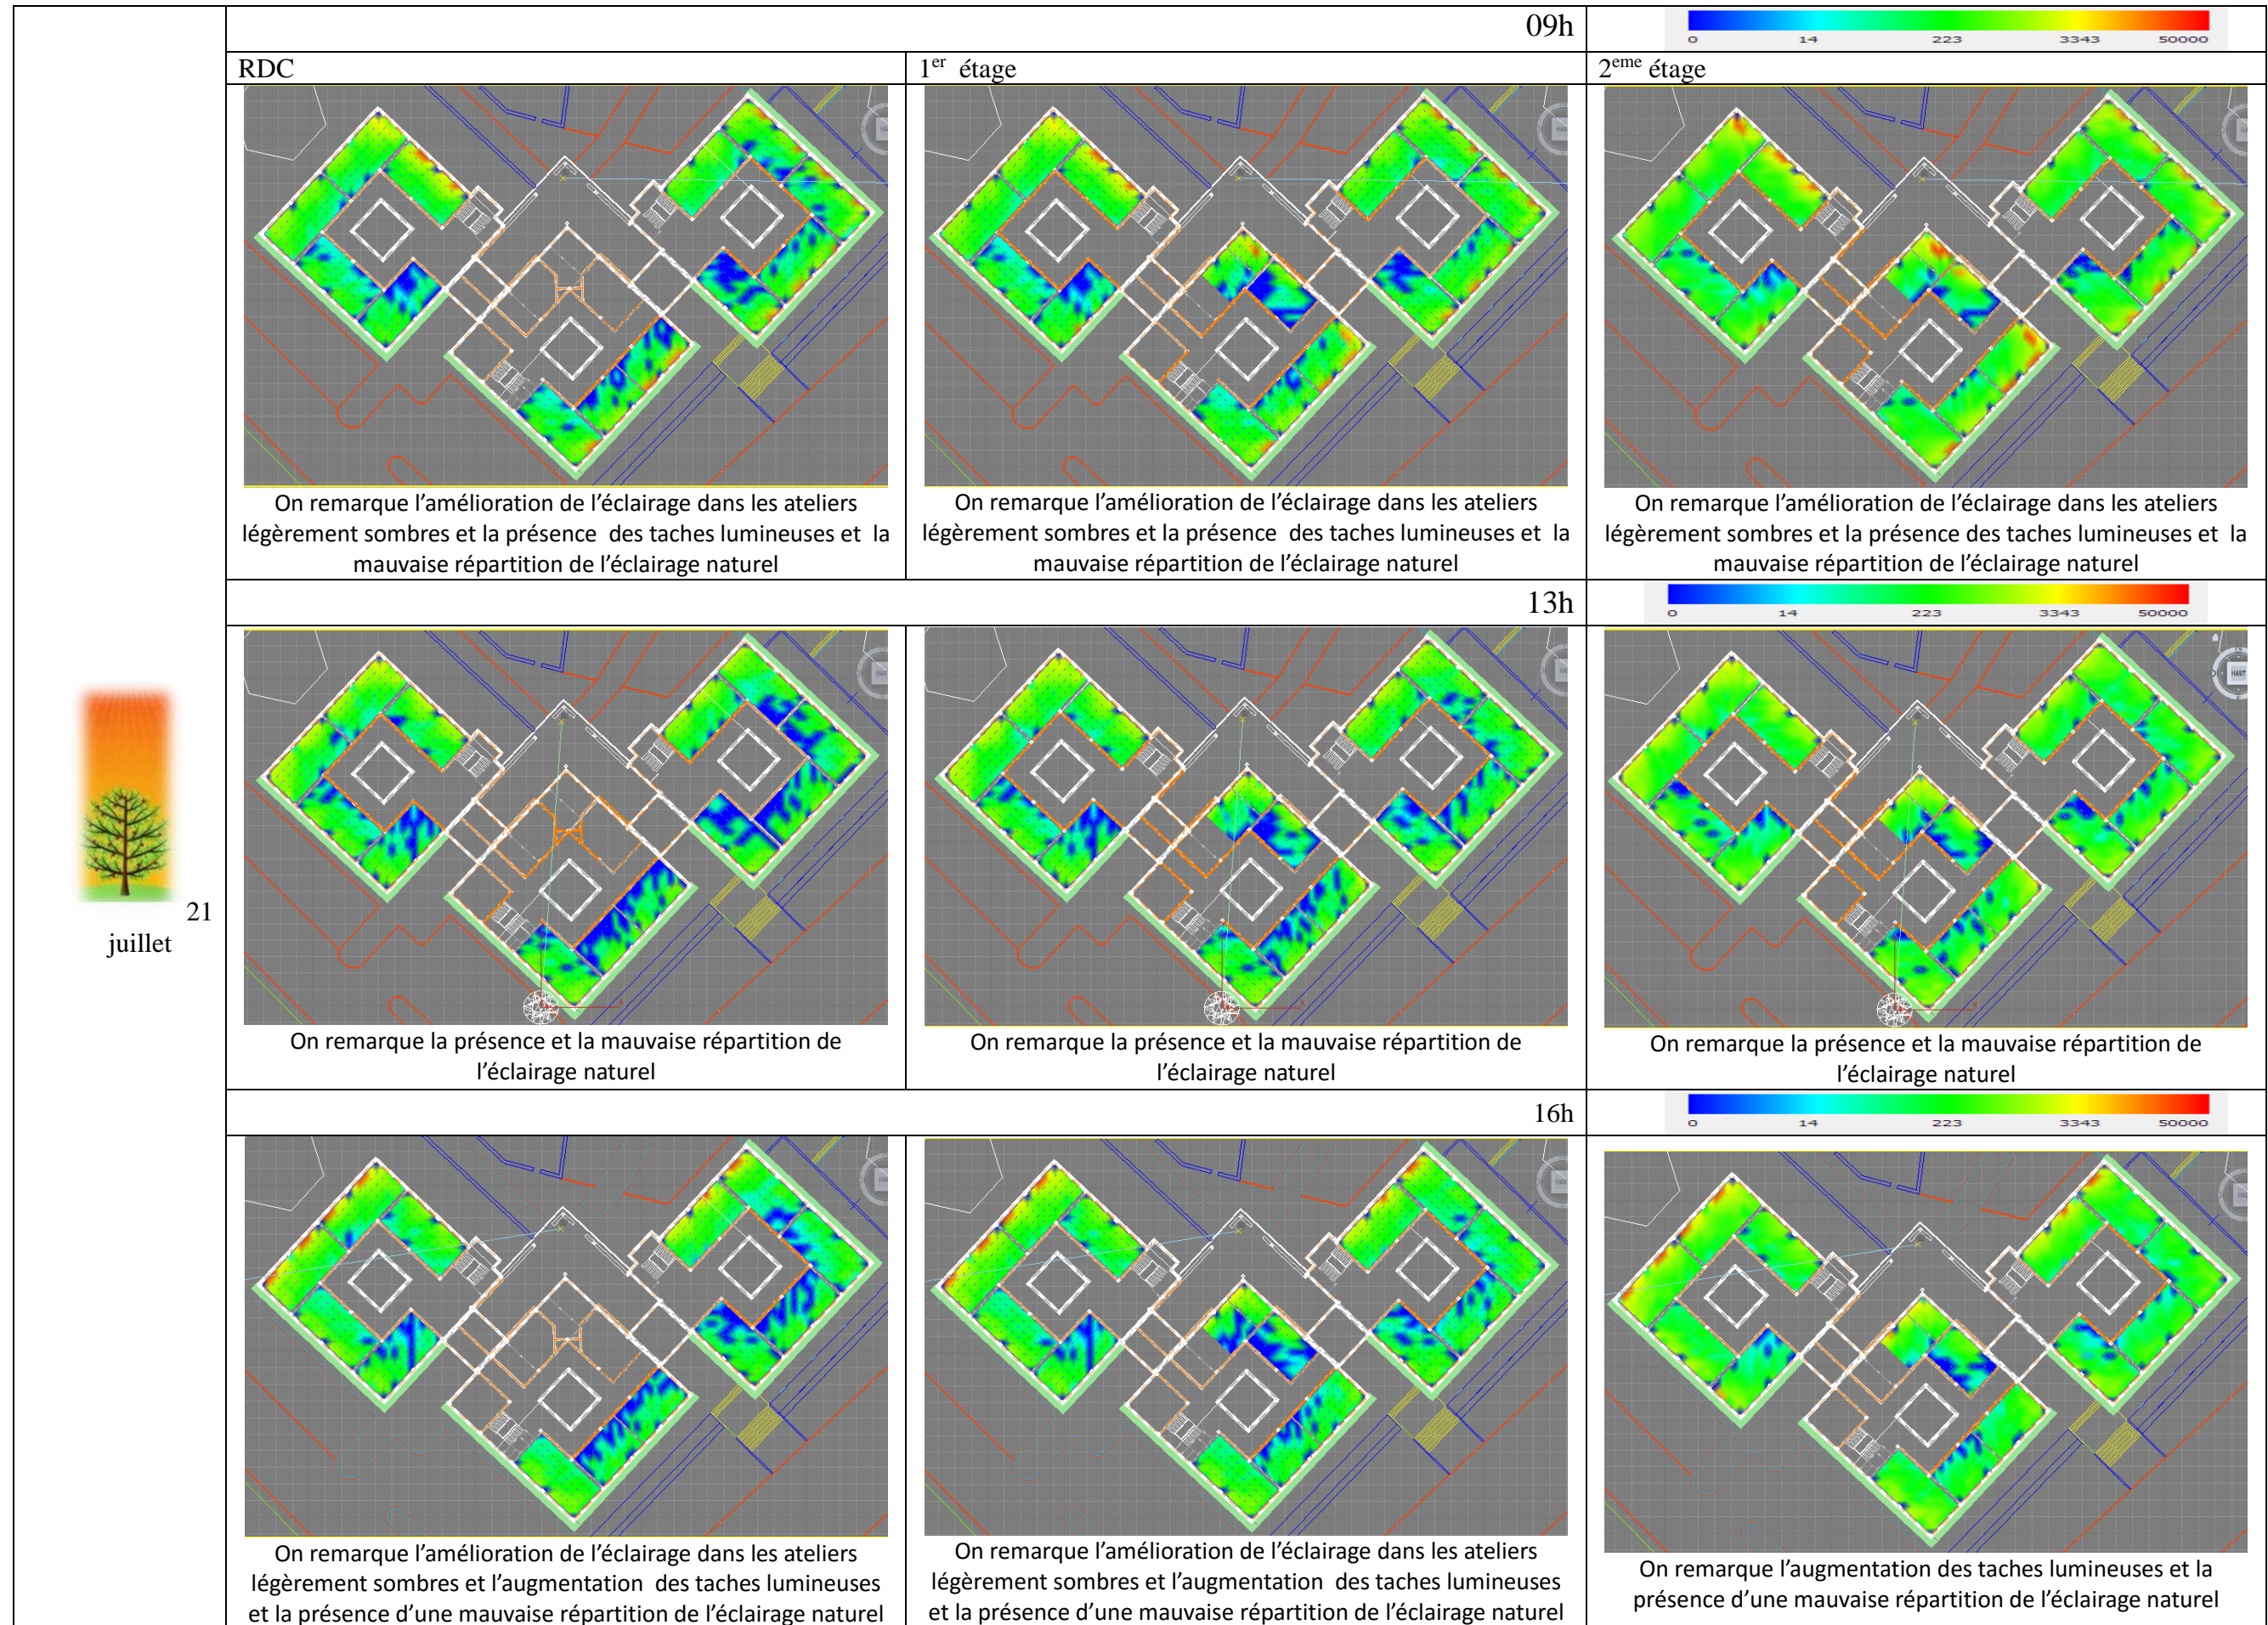 09h
0 14 223 3343 50000
RDC
1er étage
2eme étage
On remarque l’amélioration de l’éclairage dans les ateliers
légèrement sombres et la présence des taches lumineuses et la
mauvaise répartition de l’éclairage naturel
On remarque l’amélioration de l’éclairage dans les ateliers
légèrement sombres et la présence des taches lumineuses et la
mauvaise répartition de l’éclairage naturel
On remarque l’amélioration de l’éclairage dans les ateliers
légèrement sombres et la présence des taches lumineuses et la
mauvaise répartition de l’éclairage naturel
13h
0 14 223 3343 50000
HAUT
21
juillet
On remarque la présence et la mauvaise répartition de
l’éclairage naturel
On remarque la présence et la mauvaise répartition de
l’éclairage naturel
On remarque la présence et la mauvaise répartition de
l’éclairage naturel
16h
0 14 223 3343 50000
On remarque l’amélioration de l’éclairage dans les ateliers
légèrement sombres et l’augmentation des taches lumineuses
et la présence d’une mauvaise répartition de l’éclairage naturel
On remarque l’amélioration de l’éclairage dans les ateliers
légèrement sombres et l’augmentation des taches lumineuses
et la présence d’une mauvaise répartition de l’éclairage naturel
On remarque l’augmentation des taches lumineuses et la
présence d’une mauvaise répartition de l’éclairage naturel